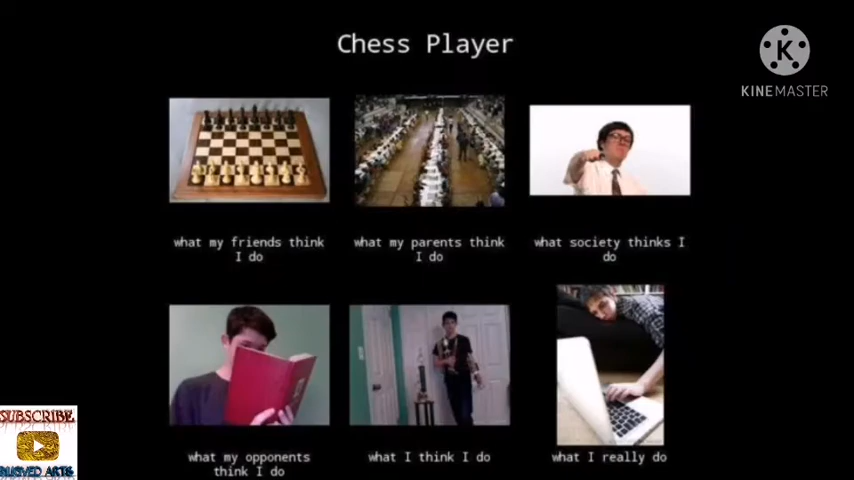 Chess Player
KINEMASTER
what my friends think
I do
what my parents think
I do
what society thinks I
do
what my opponents
think I do
what I think I do
what I really do
SUBSCRIBE